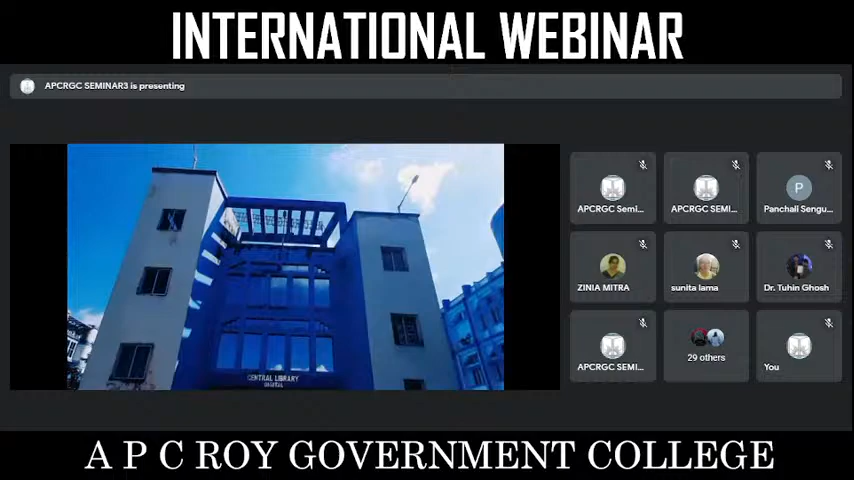 INTERNATIONAL WEBINAR
APCRGC SEMINAR3 is presenting
CENTRAL LIBRARY
DIGITAL
APCRGC Semi...
APCRGC SEMI...
P
Panchali Sengu...
ZINIA MITRA
sunita lama
Dr. Tuhin Ghosh
APCRGC SEMI...
29 others
You
A P C ROY GOVERNMENT COLLEGE